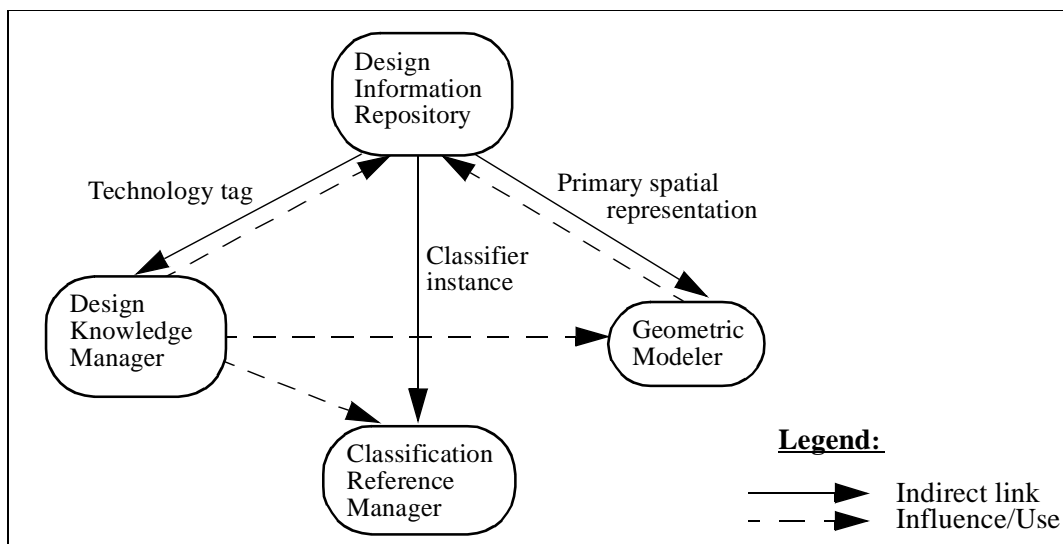 Design
Information
Repository
Technology tag
Primary spatial
representation
Classifier
instance
Design
Knowledge
Manager
Geometric
Modeler
Classification
Reference
Manager
Legend:
Indirect link
Influence/Use